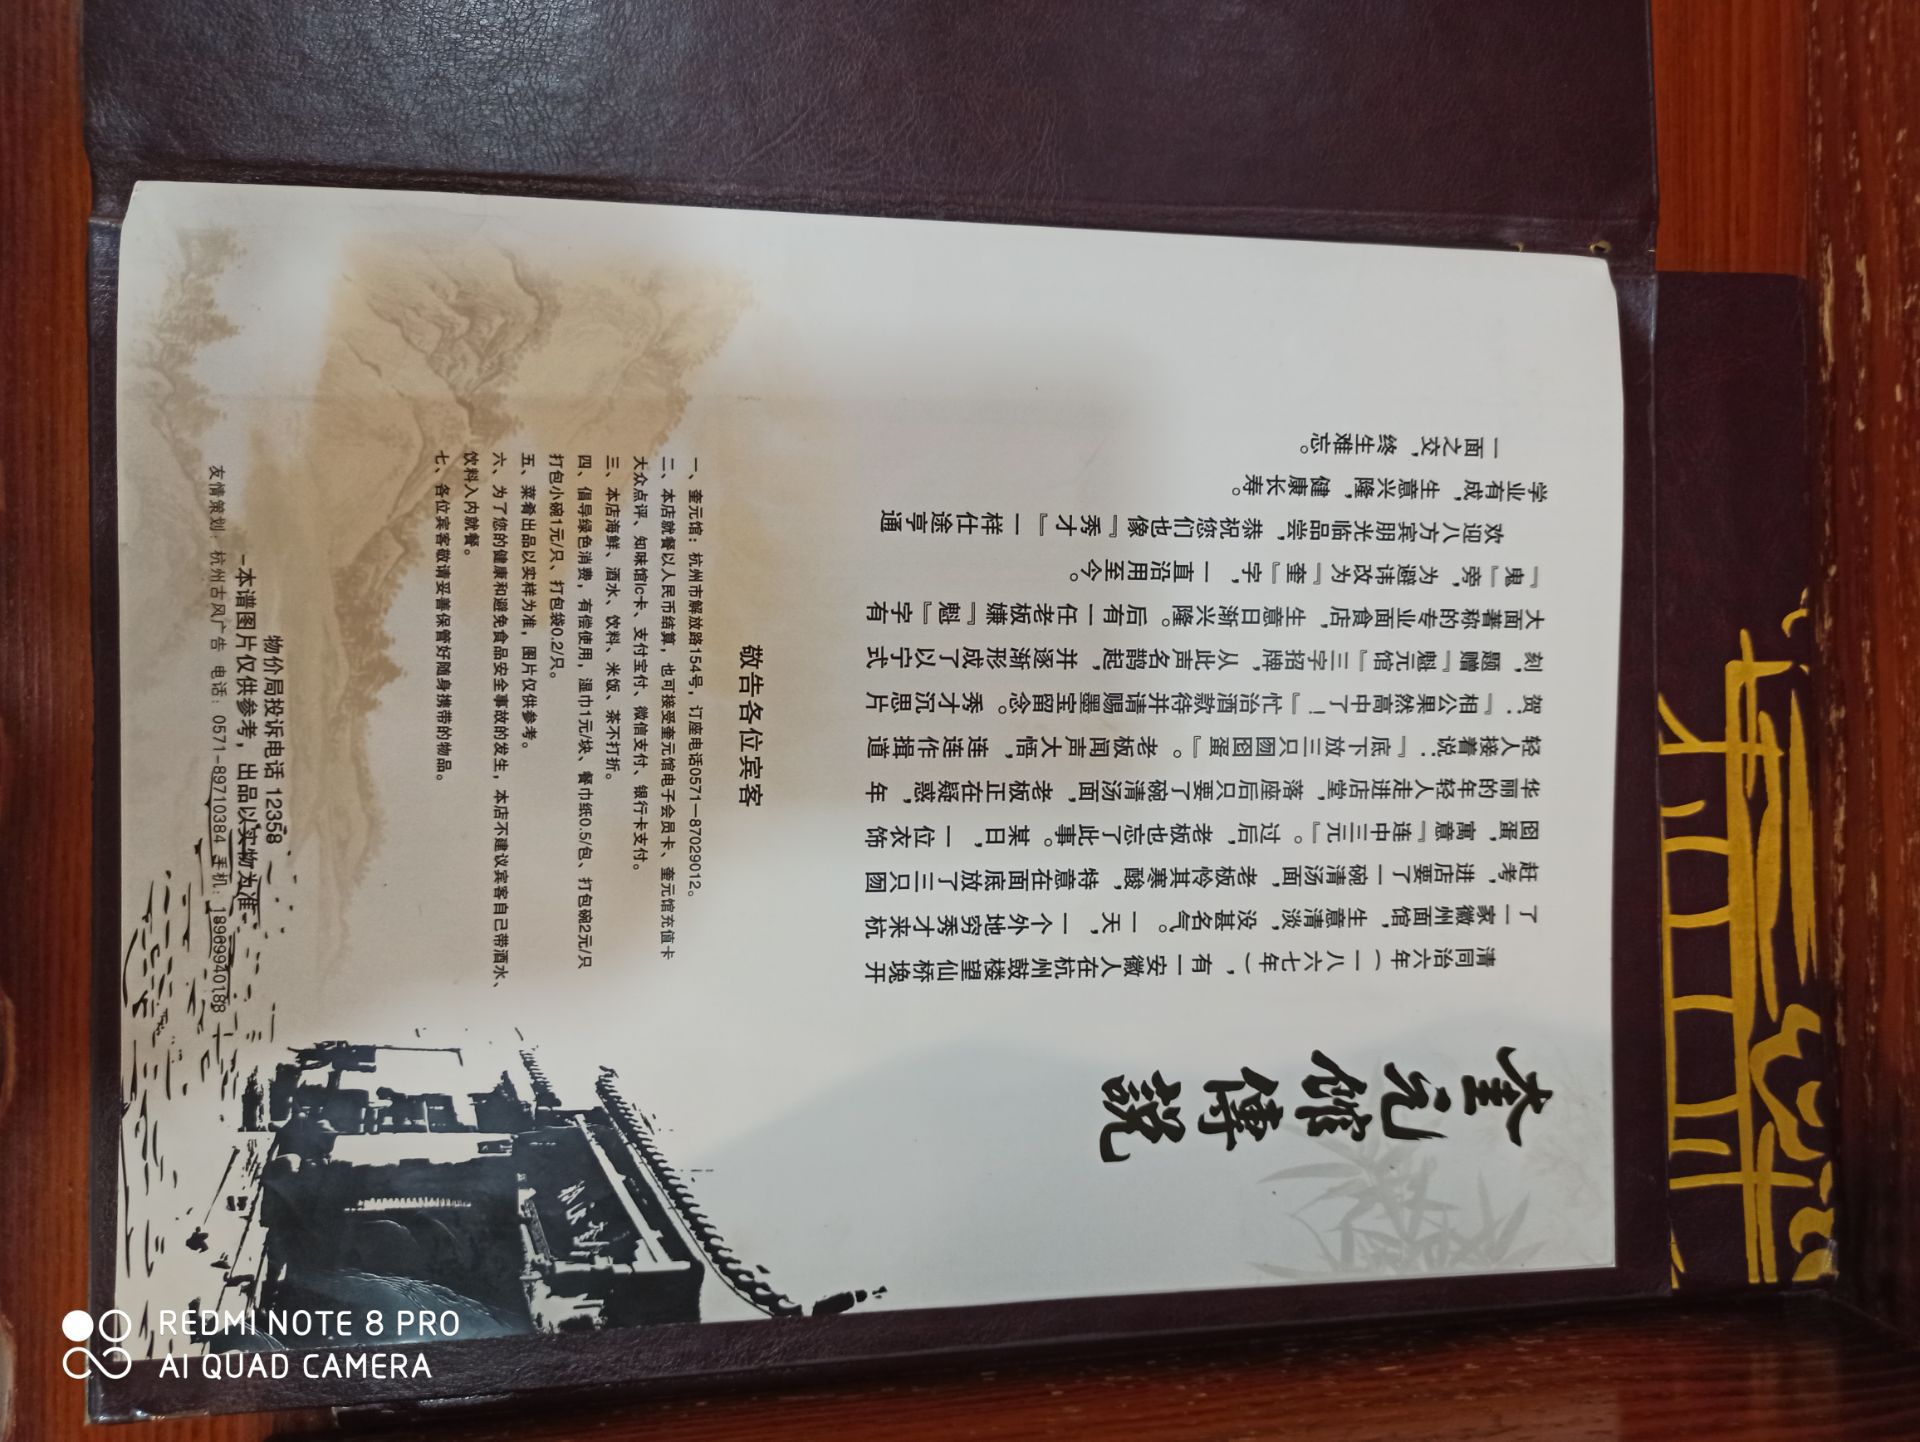 奎元館傳説
清同治六年（一八六七年），有一安徽人在杭州鼓楼望仙桥堍开
了一家徽州面馆，生意清淡，没甚名气。一天，一个外地穷秀才来杭
赶考，进店要了一碗清汤面，老板怜其寒酸，特意在面底放了三只囫
囵蛋，寓意『连中三元』。过后，老板也忘了此事。某日，一位衣饰
华丽的年轻人走进店堂，落座后只要了碗清汤面，老板正在疑惑，年
轻人接着说：『底下放三只囫囵蛋』。老板闻声大悟，连连作揖道
贺：『相公果然高中了！』忙治酒款待并请赐墨宝留念。秀才沉思片
刻，题赠『魁元馆』三字招牌，从此声名鹊起，并逐渐形成了以宁式
大面著称的专业面食店，生意日渐兴隆。后有一任老板嫌『魁』字有
『鬼』旁，为避讳改为『奎』字，一直沿用至今。
欢迎八方宾朋光临品尝，恭祝您们也像『秀才』一样仕途亨通
学业有成，生意兴隆，健康长寿。
一面之交，终生难忘。
敬告各位宾客
一、奎元馆：杭州市解放路154号，订座电话0571—87029012。
二、本店就餐以人民币结算，也可接受奎元馆电子会员卡、奎元馆充值卡
大众点评、知味馆Ic卡、支付宝付、微信支付、银行卡支付。
三、本店海鲜、酒水、饮料、米饭、茶不打折。
四、倡导绿色消费，有偿使用，湿巾1元/块、餐巾纸0.5/包、打包碗2元/只
打包小碗1元/只、打包袋0.2/只。
五、菜肴出品以实样为准，图片仅供参考。
六、为了您的健康和避免食品安全事故的发生，本店不建议宾客自己带酒水、
饮料入内就餐。
七、各位宾客敬请妥善保管好随身携带的物品。
物价局投诉电话 12358
-本谱图片仅供参考，出品以实物为准-
友情策划：杭州古风广告 电话：0571-89710384 手机：18969940188
REDMI NOTE 8 PRO
AI QUAD CAMERA